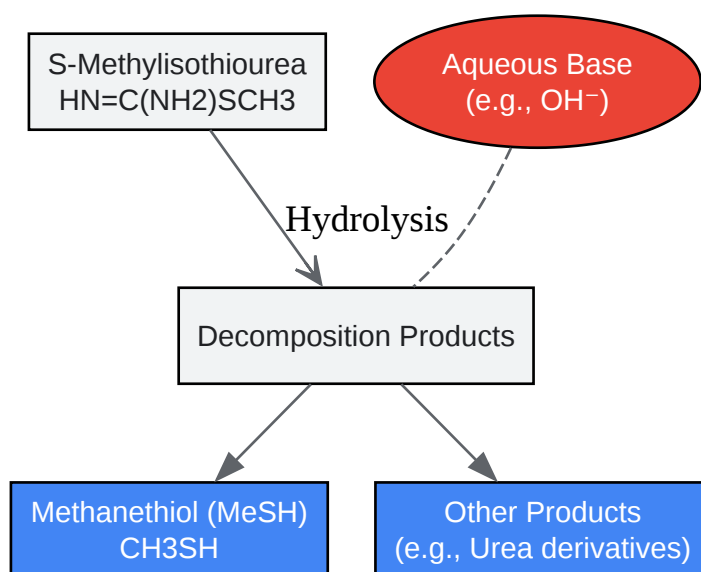 S-Methylisothiourea
HN=C(NH2)SCH3
Aqueous Base
(e.g., OH⁻)
Hydrolysis
Decomposition Products
Methanethiol (MeSH)
CH3SH
Other Products
(e.g., Urea derivatives)